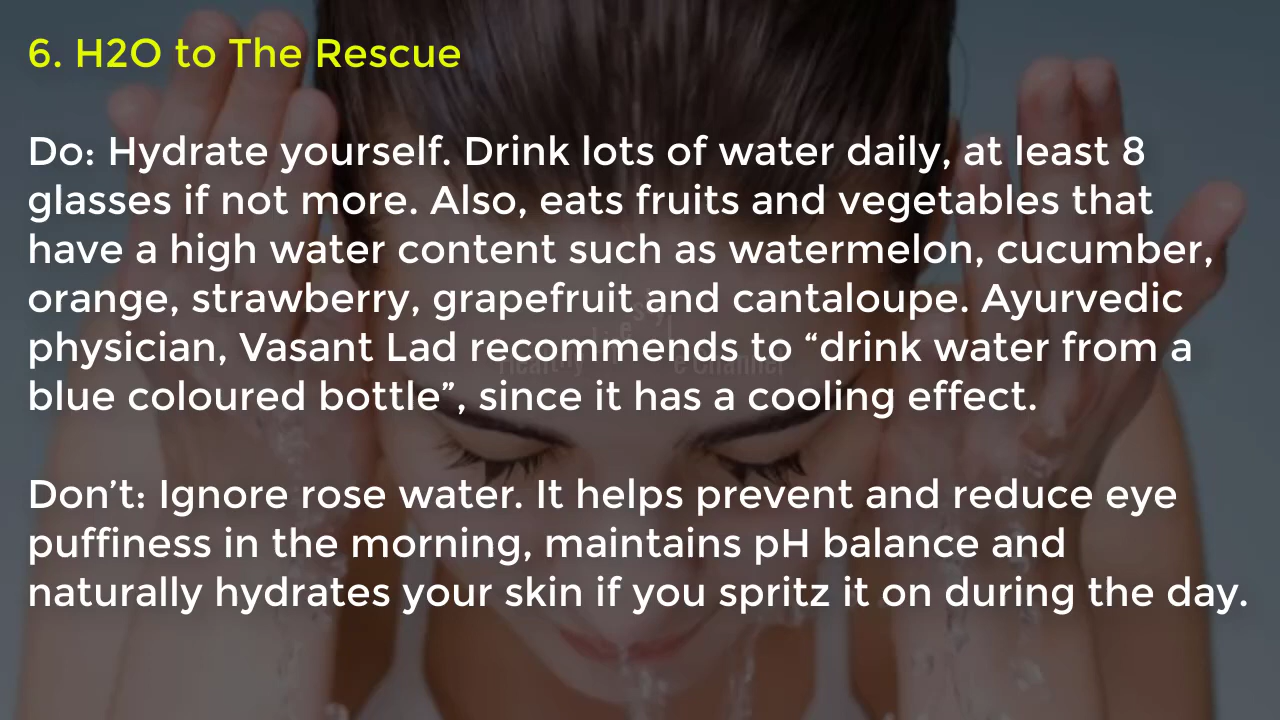 6. H2O to The Rescue
Do: Hydrate yourself. Drink lots of water daily, at least 8
glasses if not more. Also, eats fruits and vegetables that
have a high water content such as watermelon, cucumber,
orange, strawberry, grapefruit and cantaloupe. Ayurvedic
physician, Vasant Lad recommends to “drink water from a
blue coloured bottle”, since it has a cooling effect.
Don’t: Ignore rose water. It helps prevent and reduce eye
puffiness in the morning, maintains pH balance and
naturally hydrates your skin if you spritz it on during the day.